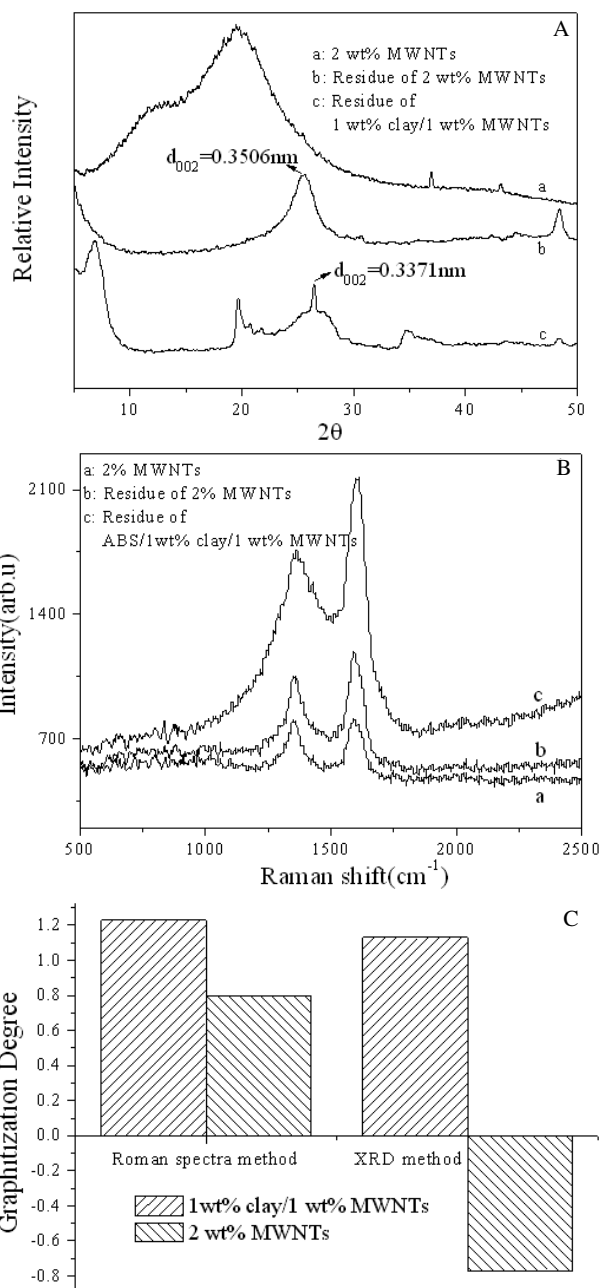 A
a: 2 wt% MWNTs
b: Residue of 2 wt% MWNTs
c: Residue of
1 wt% clay/1 wt% MWNTs
Relative Intensity
d002=0.3506nm
a
b
d002=0.3371nm
c
10 20 30 40 50
2θ
B
a: 2% MWNTs
b: Residue of 2% MWNTs
c: Residue of
ABS/1wt% clay/1 wt% MWNTs
2100
1400
700
Intensity(arb.u)
c
b
a
500 1000 1500 2000 2500
Raman shift(cm-1)
C
1.2
1.0
0.8
0.6
0.4
0.2
0.0
-0.2
-0.4
-0.6
-0.8
Graphitization Degree
Roman spectra method XRD method
1wt% clay/1 wt% MWNTs
2 wt% MWNTs